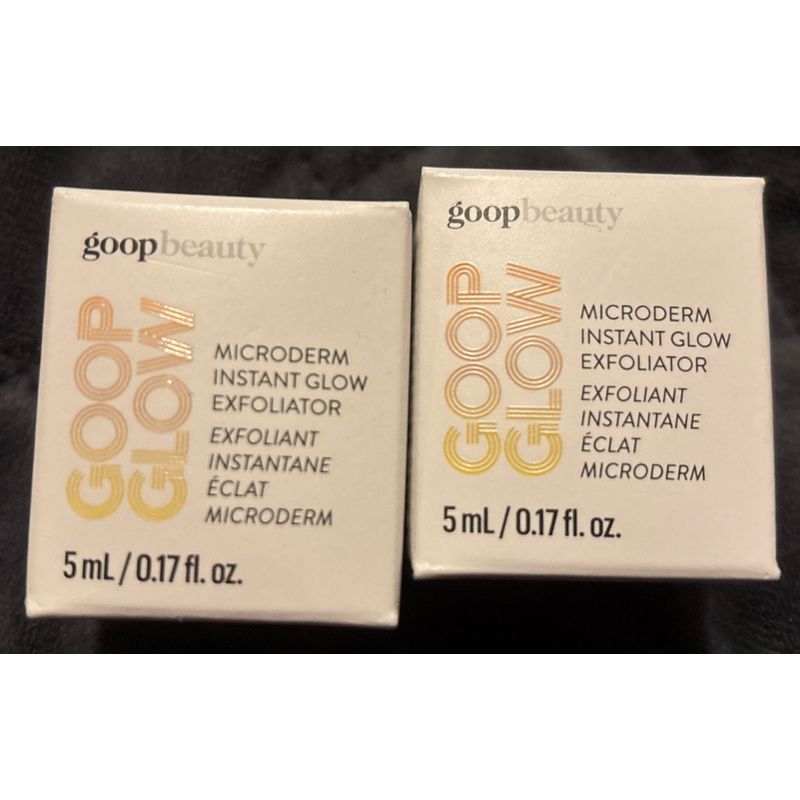 goopbeauty
GOOP
GLOW
MICRODERM
INSTANT GLOW
EXFOLIATOR
EXFOLIANT
INSTANTANE
ÉCLAT
MICRODERM
5 mL / 0.17 fl. oz.
goopbeauty
GOOP
GLOW
MICRODERM
INSTANT GLOW
EXFOLIATOR
EXFOLIANT
INSTANTANE
ÉCLAT
MICRODERM
5 mL / 0.17 fl. oz.